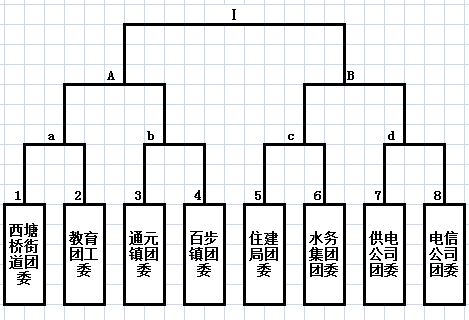 I
A
B
a
b
c
d
1
2
3
4
5
6
7
8
西塘
桥街
道团
委
教育
团工
委
通元
镇团
委
百步
镇团
委
住建
局团
委
水务
集团
团委
供电
公司
团委
电信
公司
团委